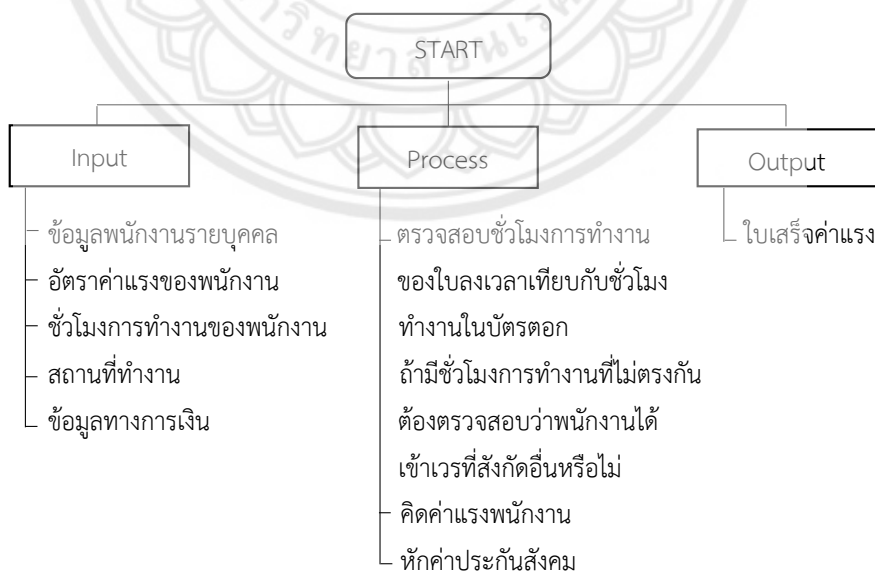 START
Input
ข้อมูลพนักงานรายบุคคล
อัตราค่าแรงของพนักงาน
ชั่วโมงการทำงานของพนักงาน
สถานที่ทำงาน
ข้อมูลทางการเงิน
Process
ตรวจสอบชั่วโมงการทำงาน
ของใบลงเวลาเทียบกับชั่วโมง
ทำงานในบัตรตอก
ถ้ามีชั่วโมงการทำงานที่ไม่ตรงกัน
ต้องตรวจสอบว่าพนักงานได้
เข้าเวรที่สังกัดอื่นหรือไม่
คิดค่าแรงพนักงาน
หักค่าประกันสังคม
Output
ใบเสร็จค่าแรง